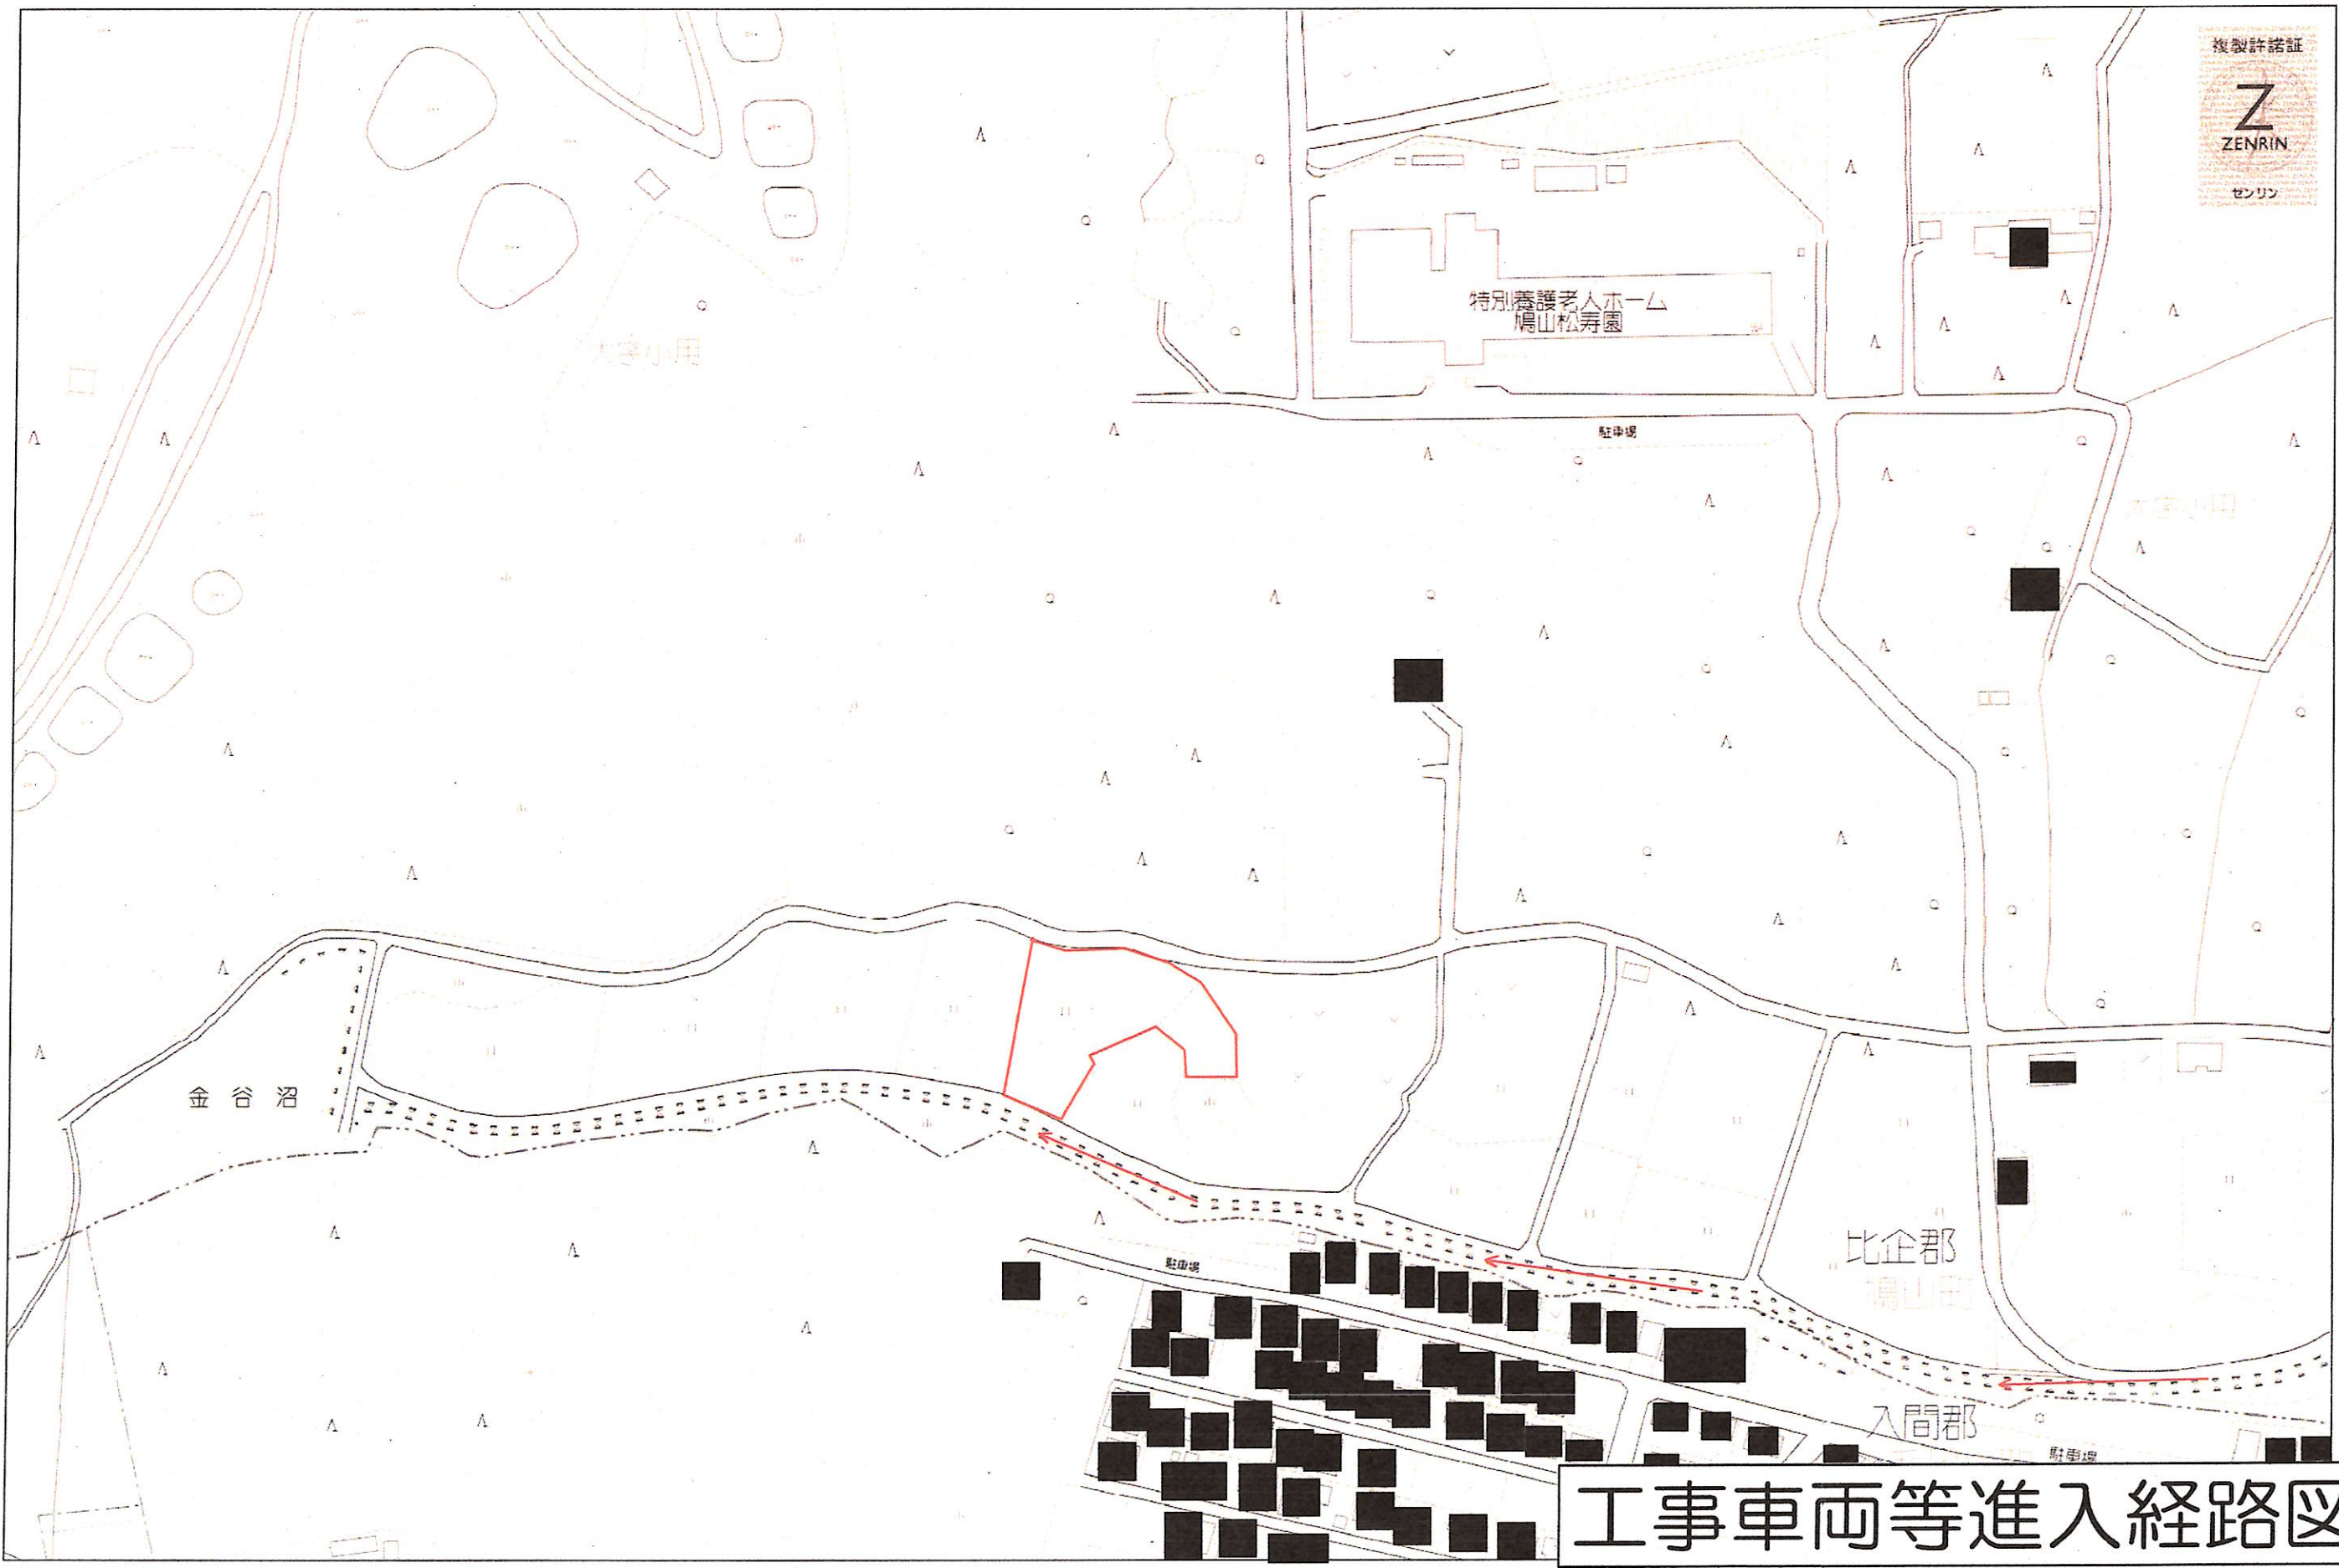 複製許諾証
Z
ZENRIN
ゼンリン
特別養護老人ホーム
鳩山松寿園
大字小用
駐車場
大字小用
金谷沼
比企郡
鳩山町
駐車場
入間郡
駐車場
工事車両等進入経路図